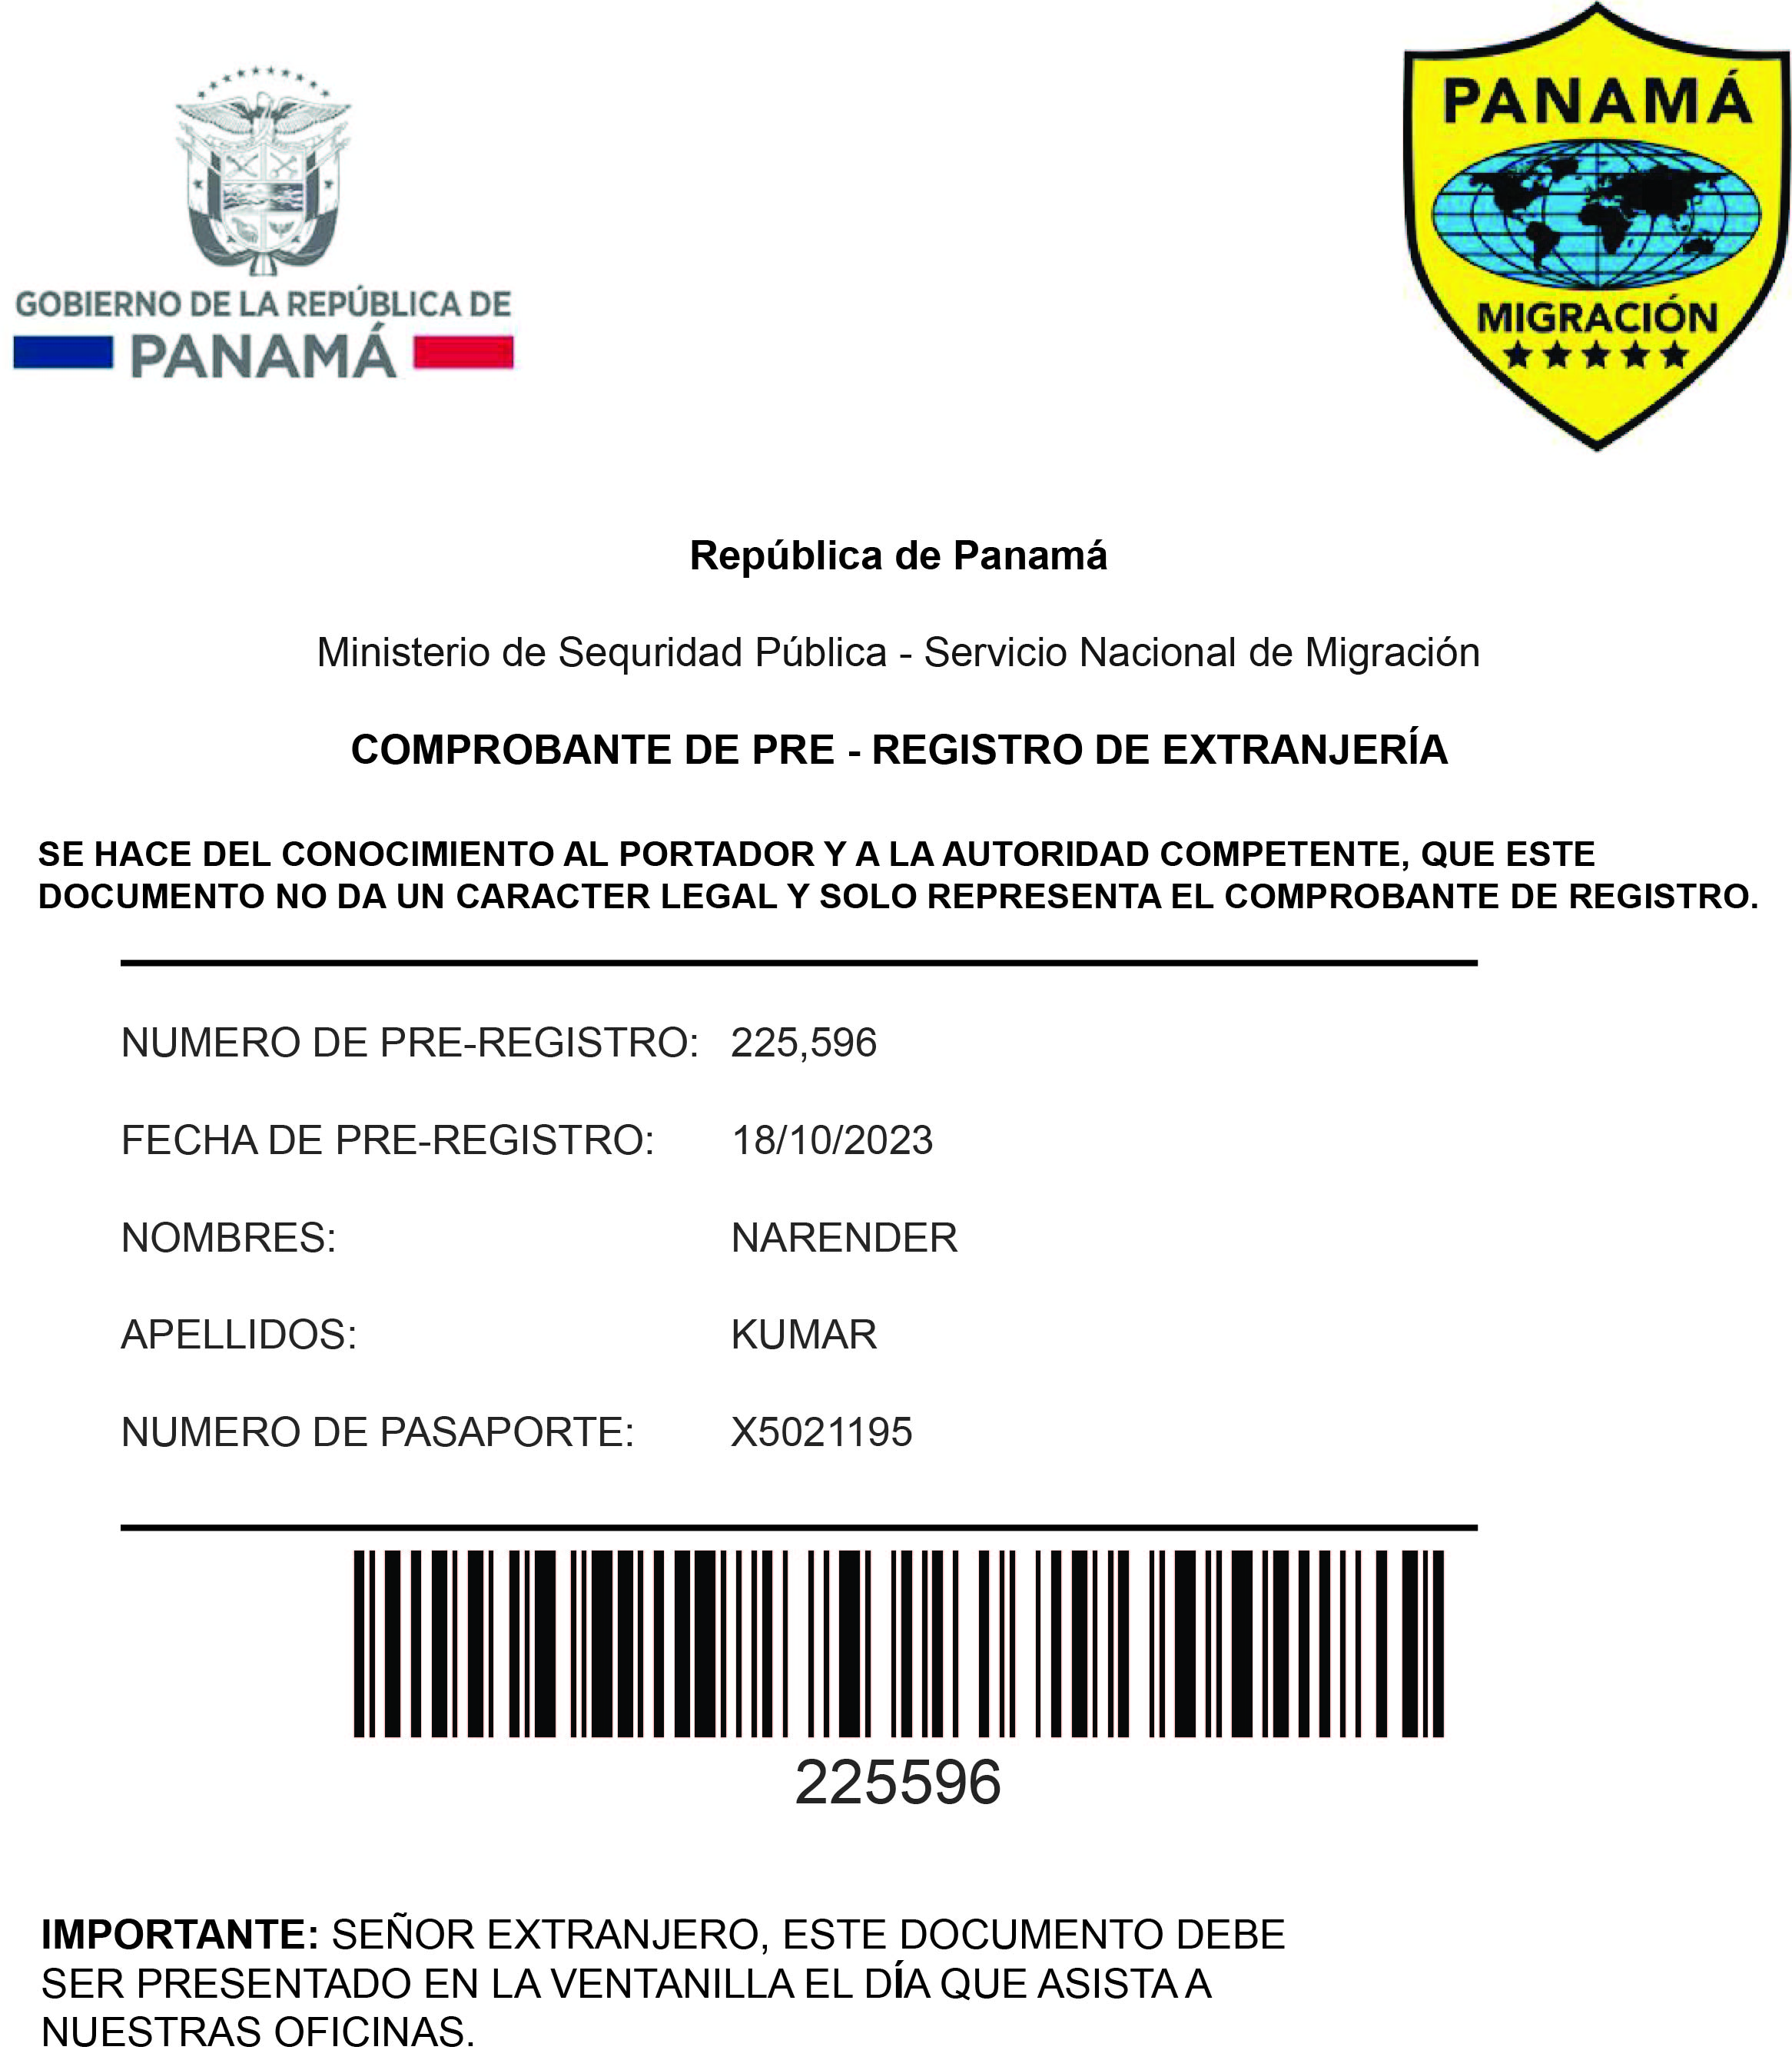 GOBIERNO DE LA REPÚBLICA DE
PANAMÁ
PANAMÁ
MIGRACIÓN
República de Panamá
Ministerio de Sequridad Pública - Servicio Nacional de Migración
COMPROBANTE DE PRE - REGISTRO DE EXTRANJERÍA
SE HACE DEL CONOCIMIENTO AL PORTADOR Y A LA AUTORIDAD COMPETENTE, QUE ESTE
DOCUMENTO NO DA UN CARACTER LEGAL Y SOLO REPRESENTA EL COMPROBANTE DE REGISTRO.
NUMERO DE PRE-REGISTRO: 225,596
FECHA DE PRE-REGISTRO: 18/10/2023
NOMBRES: NARENDER
APELLIDOS: KUMAR
NUMERO DE PASAPORTE: X5021195
225596
IMPORTANTE: SEÑOR EXTRANJERO, ESTE DOCUMENTO DEBE
SER PRESENTADO EN LA VENTANILLA EL DÍA QUE ASISTA A
NUESTRAS OFICINAS.